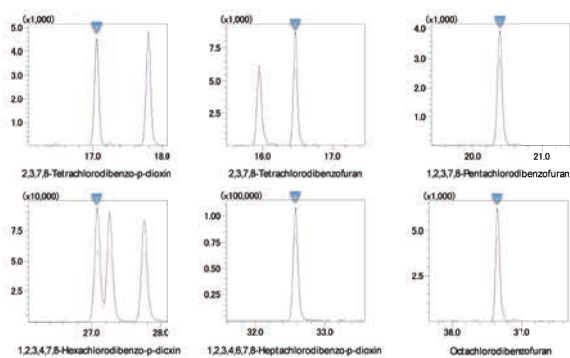 (x1,000)
5.0
4.0
3.0
2.0
1.0
17.0 18.0
2,3,7,8-Tetrachlorodibenzo-p-dioxin
(x1,000)
7.5
5.0
2.5
16.0 17.0
2,3,7,8-Tetrachlorodibenzofuran
(x1,000)
4.0
3.0
2.0
1.0
20.0 21.0
1,2,3,7,8-Pentachlorodibenzofuran
(x10,000)
7.5
5.0
2.5
27.0 28.0
1,2,3,4,7,8-Hexachlorodibenzo-p-dioxin
(x100,000)
1.00
0.75
0.50
0.25
32.0 33.0
1,2,3,4,6,7,8-Heptachlorodibenzo-p-dioxin
(x1,000)
5.0
2.5
36.0 37.0
Octachlorodibenzofuran